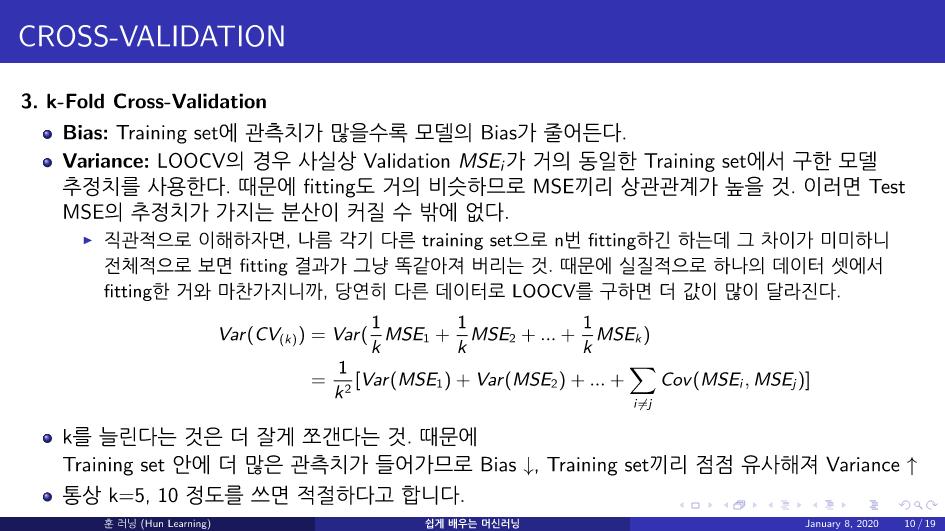 CROSS-VALIDATION
3. k-Fold Cross-Validation
Bias: Training set에 관측치가 많을수록 모델의 Bias가 줄어든다.
Variance: LOOCV의 경우 사실상 Validation MSE_i가 거의 동일한 Training set에서 구한 모델
추정치를 사용한다. 때문에 fitting도 거의 비슷하므로 MSE끼리 상관관계가 높을 것. 이러면 Test
MSE의 추정치가 가지는 분산이 커질 수 밖에 없다.
직관적으로 이해하자면, 나름 각기 다른 training set으로 n번 fitting하긴 하는데 그 차이가 미미하니
전체적으로 보면 fitting 결과가 그냥 똑같아져 버리는 것. 때문에 실질적으로 하나의 데이터 셋에서
fitting한 거와 마찬가지니까, 당연히 다른 데이터로 LOOCV를 구하면 더 값이 많이 달라진다.
Var(CV_(k)) = Var(1/k MSE_1 + 1/k MSE_2 + ... + 1/k MSE_k)
= 1/k^2 [Var(MSE_1) + Var(MSE_2) + ... + ∑_{i≠j} Cov(MSE_i, MSE_j)]
k를 늘린다는 것은 더 잘게 쪼갠다는 것. 때문에
Training set 안에 더 많은 관측치가 들어가므로 Bias ↓, Training set끼리 점점 유사해져 Variance ↑
통상 k=5, 10 정도를 쓰면 적절하다고 합니다.
훈 러닝 (Hun Learning) 쉽게 배우는 머신러닝 January 8, 2020 10 / 19